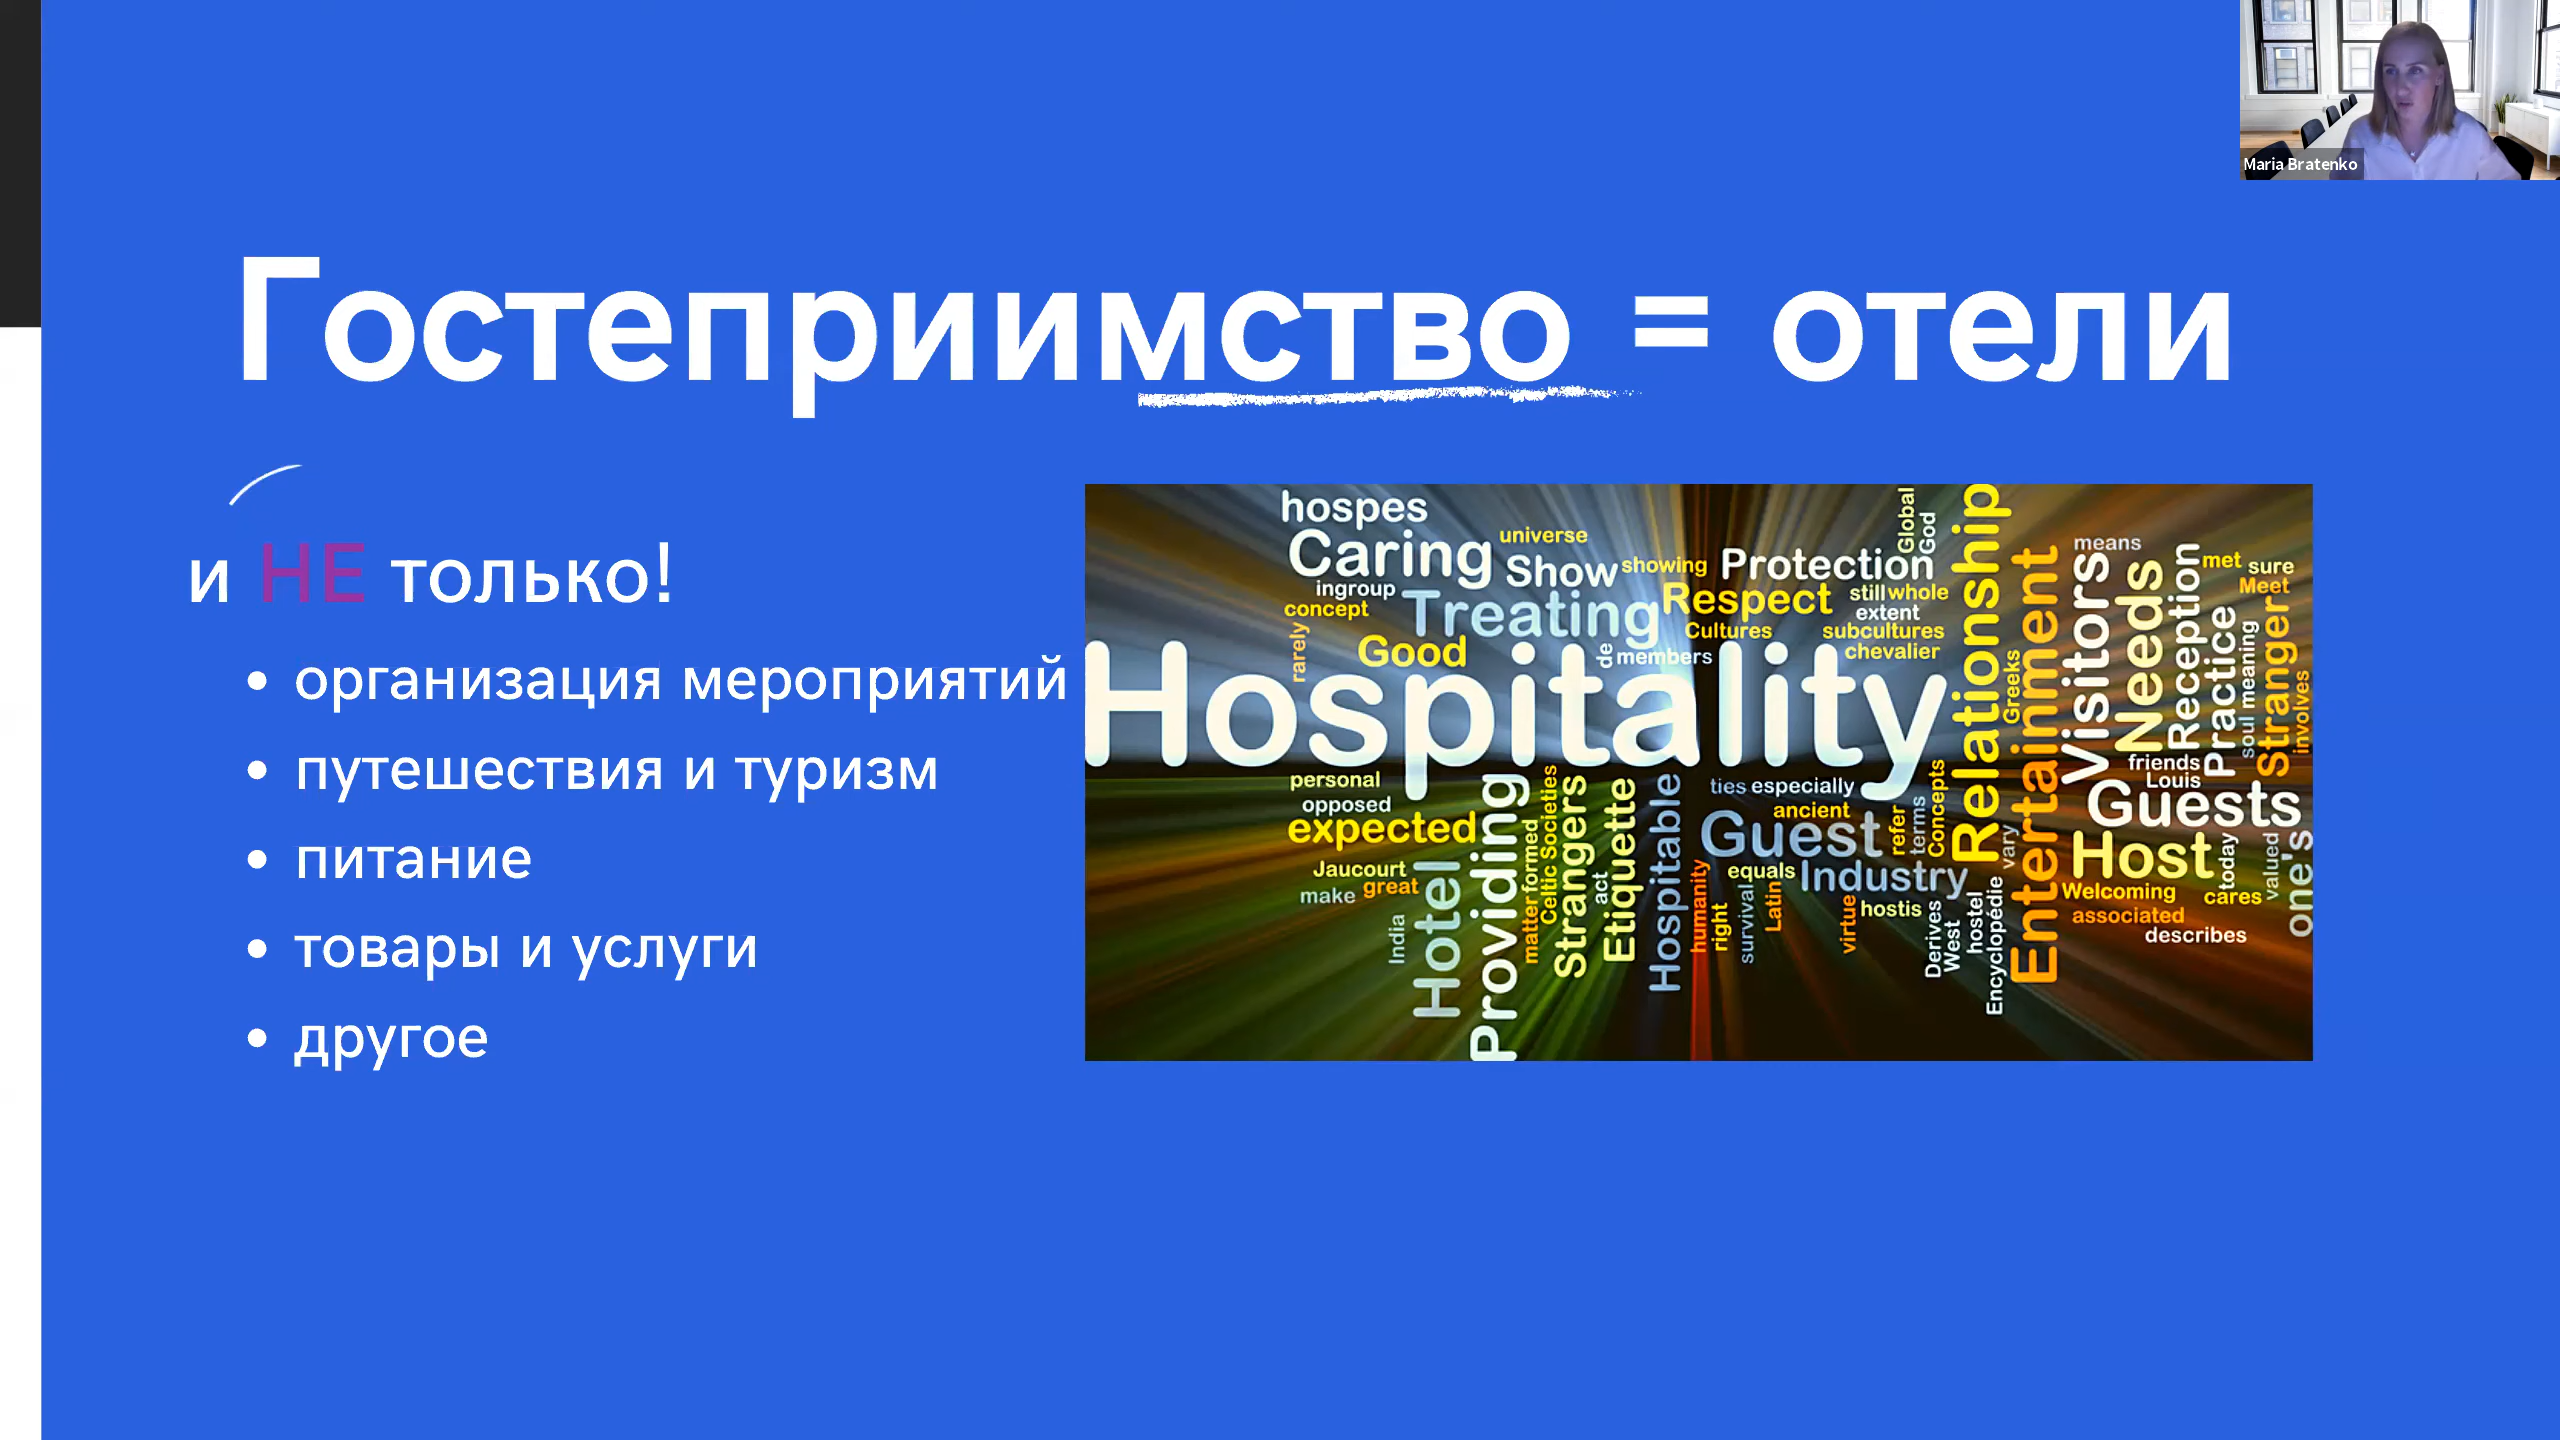 Maria Bratenko
Гостеприимство = отели
и НЕ только!
• организация мероприятий
• путешествия и туризм
• питание
• товары и услуги
• другое
hospes
Caring
universe
Show
showing
Protection
Global
God
Relationship
ingroup
concept
Treating
Respect
still
whole
extent
rarely
Good
de
members
Cultures
subcultures
chevalier
Hospitality
Greeks
Entertainment
means
Visitors
Needs
Reception
met
sure
Meet
Practice
soul
meaning
Stranger
involves
friends
Louis
Guests
personal
opposed
expected
Jaucourt
make
great
India
Hotel
Providing
matter
formed
Celtic
Societies
Strangers
act
Etiquette
Hospitable
humanity
right
survival
Latin
ties
especially
ancient
Guest
equals
Industry
refer
terms
Concepts
vary
virtue
hostis
Derives
West
hostel
Encyclopédie
Host
today
valued
one's
Welcoming
cares
associated
describes